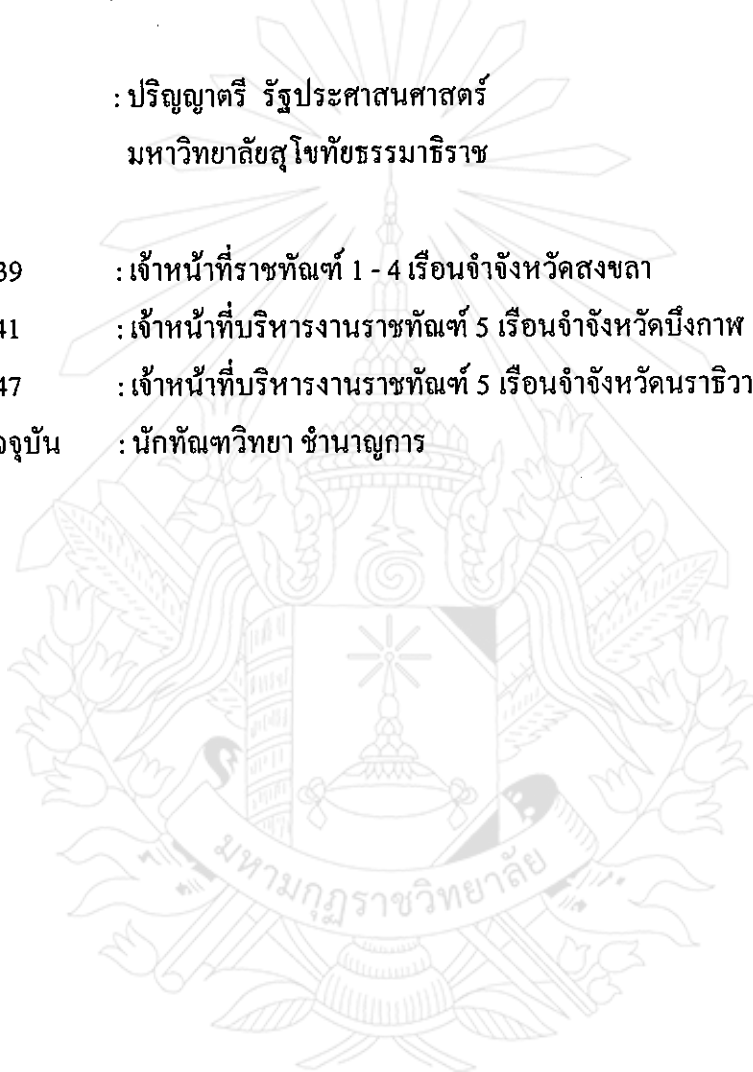 : ปริญญาตรี รัฐประศาสนศาสตร์
มหาวิทยาลัยสุโขทัยธรรมาธิราช
39 : เจ้าหน้าที่ราชทัณฑ์ 1 - 4 เรือนจำจังหวัดสงขลา
41 : เจ้าหน้าที่บริหารงานราชทัณฑ์ 5 เรือนจำจังหวัดบึงกาฬ
47 : เจ้าหน้าที่บริหารงานราชทัณฑ์ 5 เรือนจำจังหวัดนราธิวา
จจุบัน : นักทัณฑวิทยา ชำนาญการ
มหามกุฏราชวิทยาลัย